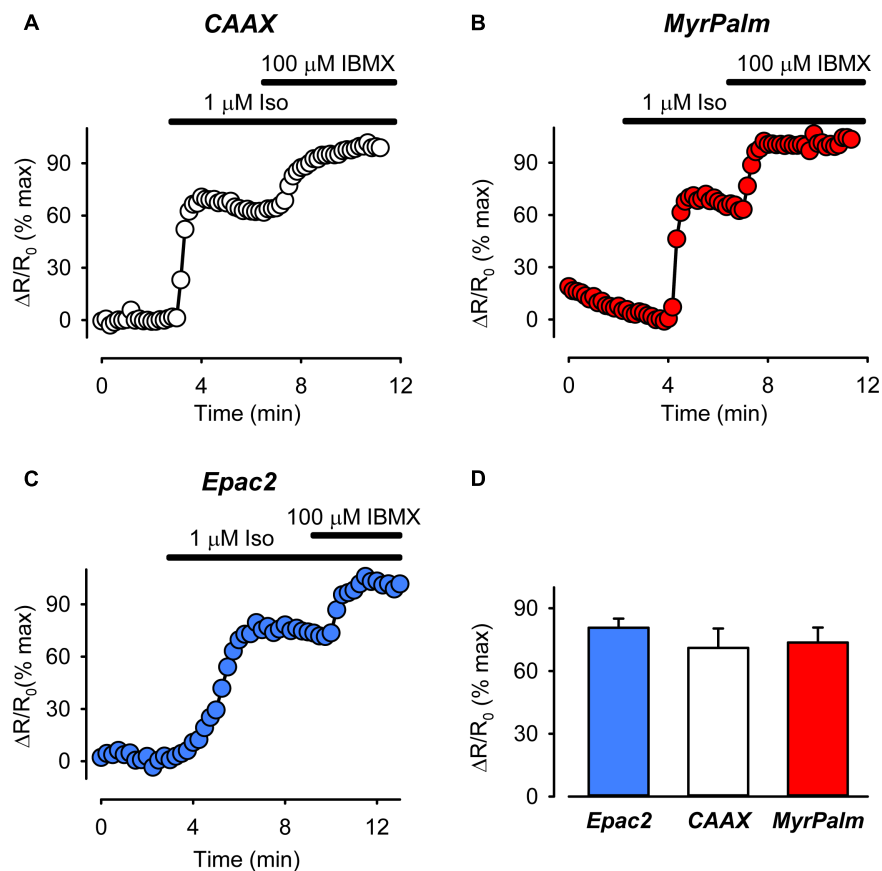 A
CAAX
100 μM IBMX
1 μM Iso
90
60
30
0
ΔR/R0 (% max)
0
4
8
12
Time (min)
B
MyrPalm
100 μM IBMX
1 μM Iso
90
60
30
0
ΔR/R0 (% max)
0
4
8
12
Time (min)
C
Epac2
100 μM IBMX
1 μM Iso
90
60
30
0
ΔR/R0(% max)
0
4
8
12
Time (min)
D
90
60
30
0
ΔR/R0 (% max)
Epac2
CAAX
MyrPalm